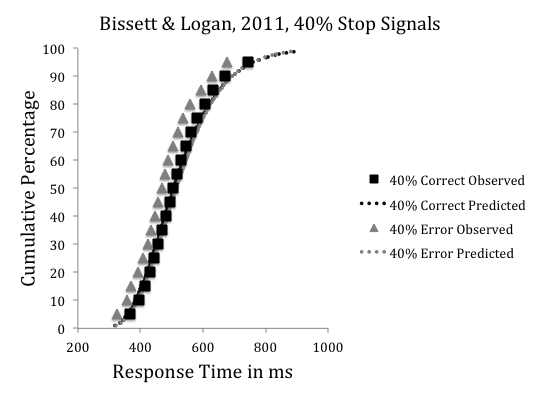 Bissett & Logan, 2011, 40% Stop Signals
Cumulative Percentage
100
90
80
70
60
50
40
30
20
10
0
200
400
600
800
1000
Response Time in ms
40% Correct Observed
40% Correct Predicted
40% Error Observed
40% Error Predicted